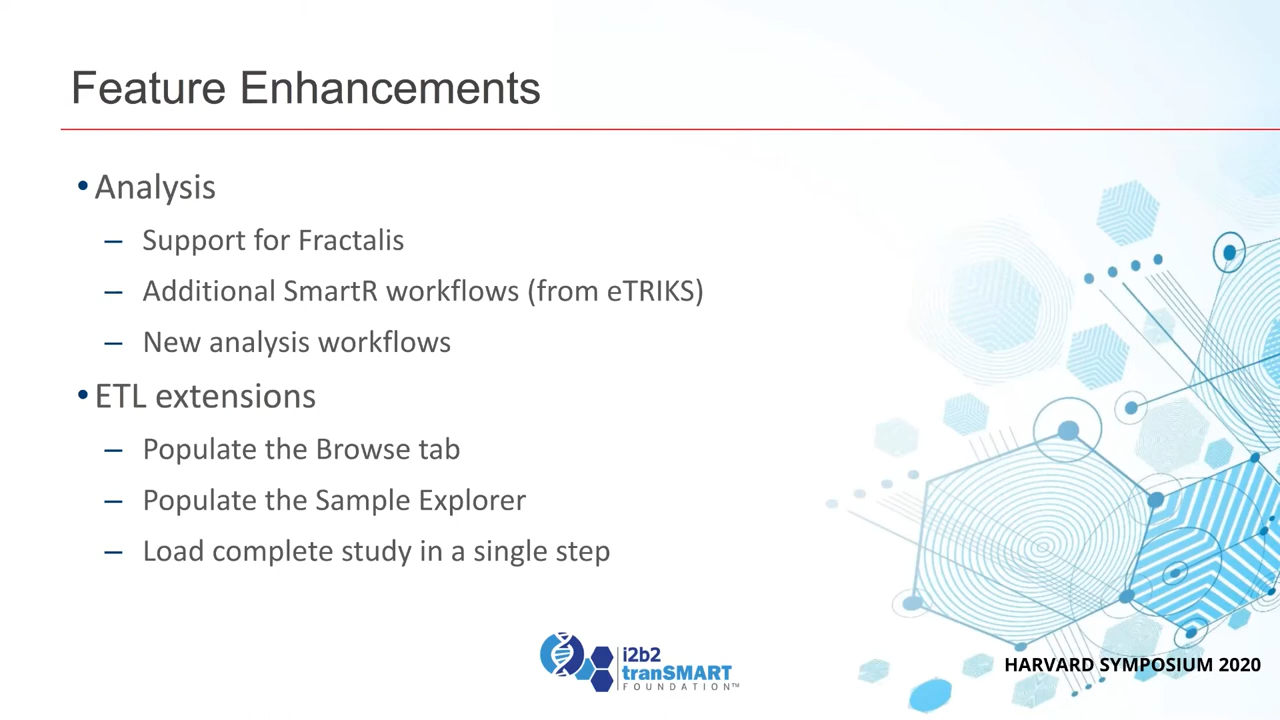 Feature Enhancements
• Analysis
– Support for Fractalis
– Additional SmartR workflows (from eTRIKS)
– New analysis workflows
• ETL extensions
– Populate the Browse tab
– Populate the Sample Explorer
– Load complete study in a single step
i2b2
tranSMART
FOUNDATION™
HARVARD SYMPOSIUM 2020